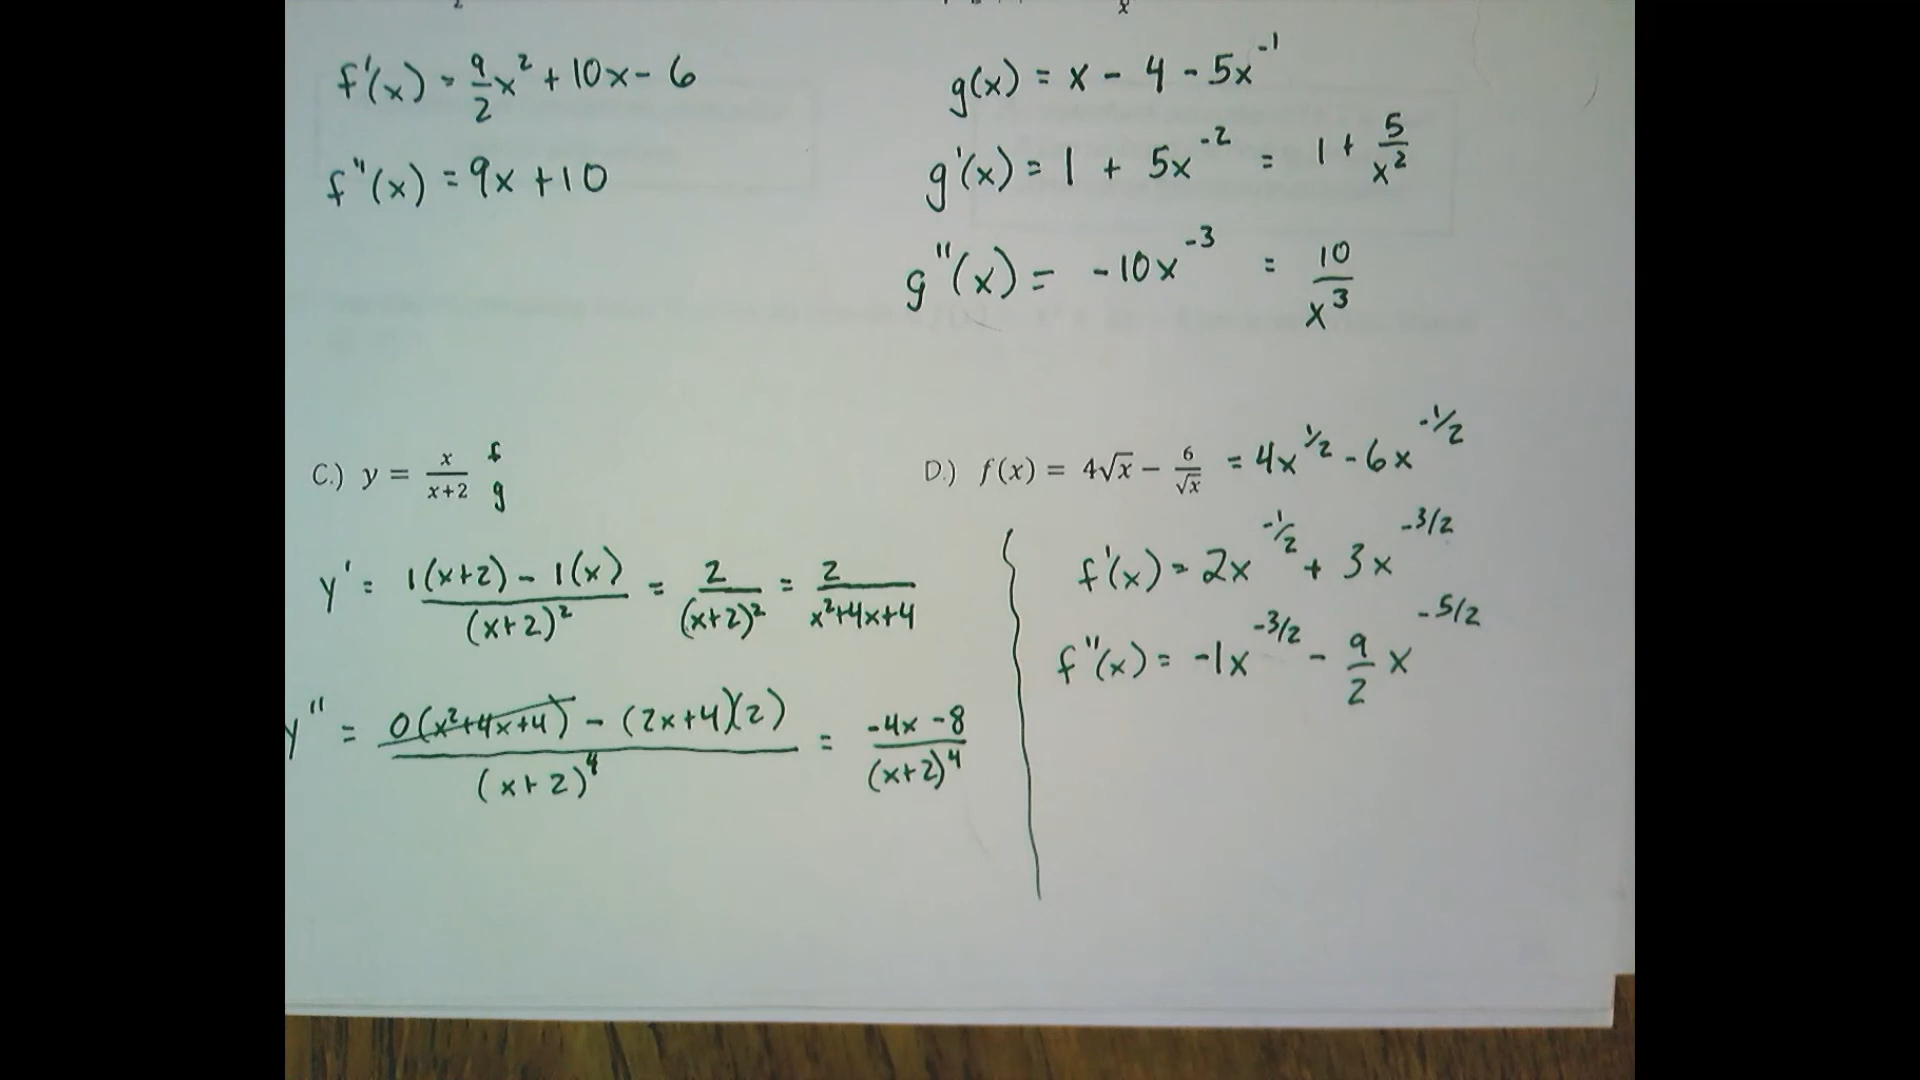 f'(x) = 9/2 x² + 10x - 6
f''(x) = 9x + 10
g(x) = x - 4 - 5x⁻¹
g'(x) = 1 + 5x⁻² = 1 + 5/x²
g''(x) = -10x⁻³ = 10/x³
C.) y = x/(x+2) f g
y' = (1(x+2) - 1(x))/(x+2)² = 2/(x+2)² = 2/(x²+4x+4)
y'' = (0(x²+4x+4) - (2x+4)(2))/(x+2)⁴ = (-4x - 8)/(x+2)⁴
D.) f(x) = 4√x - 6/√x = 4x^(1/2) - 6x^(-1/2)
f'(x) = 2x^(-1/2) + 3x^(-3/2)
f''(x) = -1x^(-3/2) - 9/2 x^(-5/2)